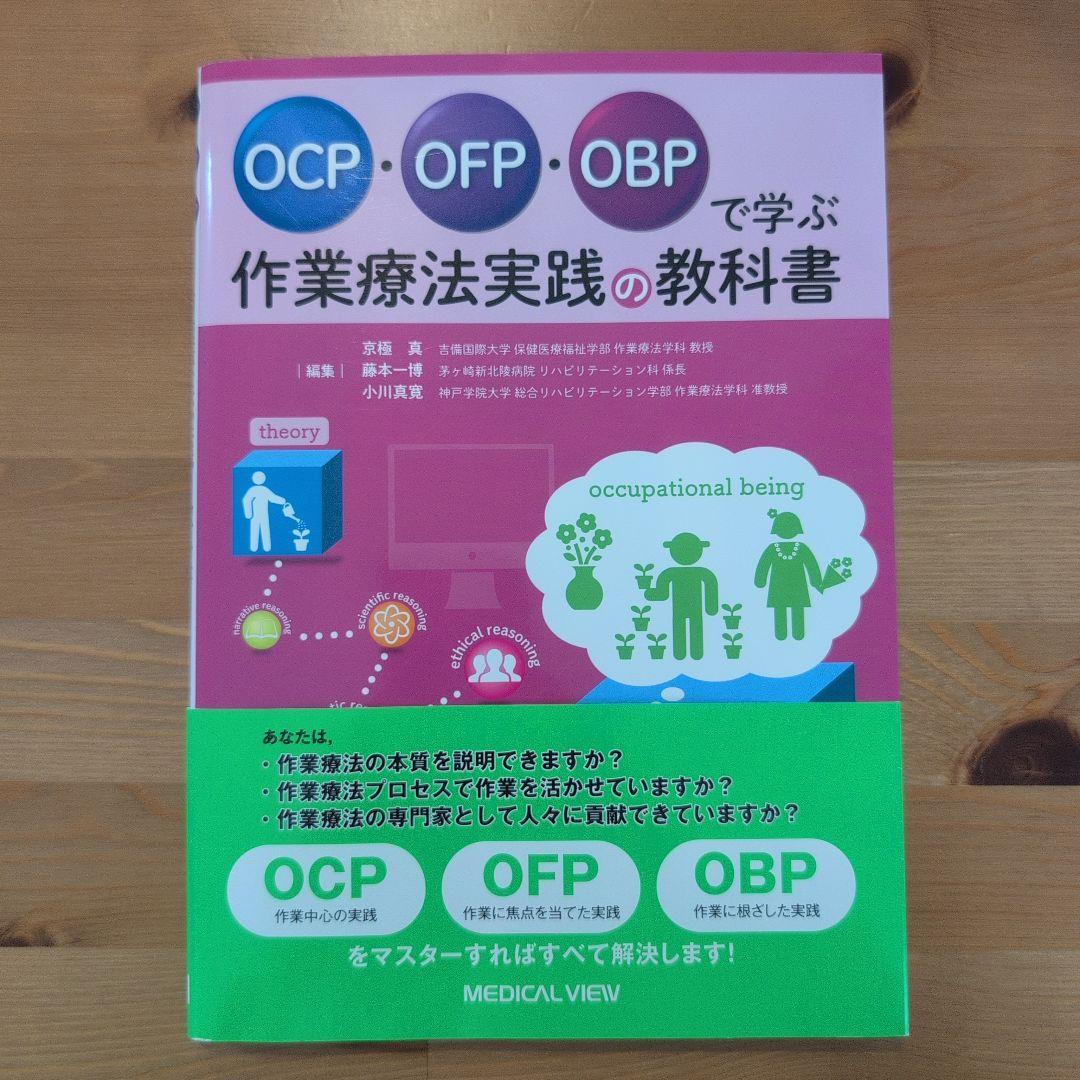 OCP・OFP・OBPで学ぶ
作業療法実践の教科書
|編集|
京極 真 吉備国際大学 保健医療福祉学部 作業療法学科 教授
藤本一博 茅ヶ崎新北陵病院 リハビリテーション科 係長
小川真寛 神戸学院大学 総合リハビリテーション学部 作業療法学科 准教授
theory
occupational being
narrative reasoning
scientific reasoning
ethical reasoning
あなたは,
・作業療法の本質を説明できますか？
・作業療法プロセスで作業を活かせていますか？
・作業療法の専門家として人々に貢献できていますか？
OCP
作業中心の実践
OFP
作業に焦点を当てた実践
OBP
作業に根ざした実践
をマスターすればすべて解決します!
MEDICAL VIEW